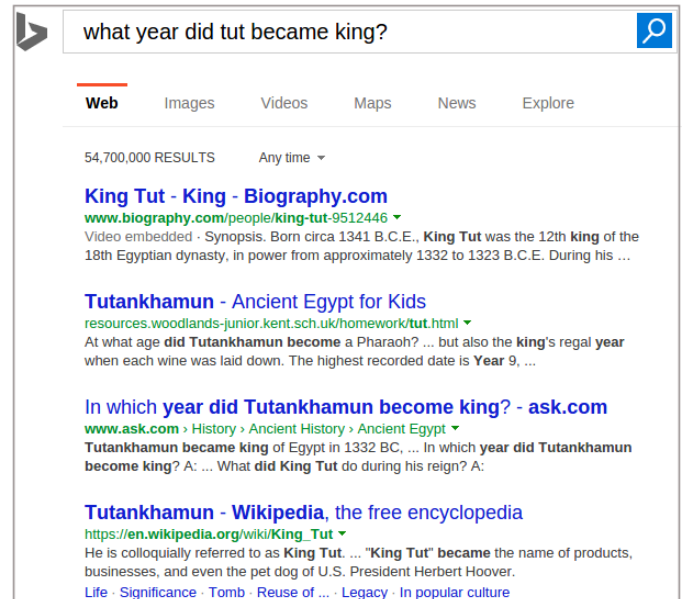 what year did tut became king?
Web Images Videos Maps News Explore
54,700,000 RESULTS Any time
King Tut - King - Biography.com
www.biography.com/people/king-tut-9512446
Video embedded · Synopsis. Born circa 1341 B.C.E., King Tut was the 12th king of the
18th Egyptian dynasty, in power from approximately 1332 to 1323 B.C.E. During his ...
Tutankhamun - Ancient Egypt for Kids
resources.woodlands-junior.kent.sch.uk/homework/tut.html
At what age did Tutankhamun become a Pharaoh? ... but also the king's regal year
when each wine was laid down. The highest recorded date is Year 9, ...
In which year did Tutankhamun become king? - ask.com
www.ask.com › History › Ancient History › Ancient Egypt
Tutankhamun became king of Egypt in 1332 BC, ... In which year did Tutankhamun
become king? A: ... What did King Tut do during his reign? A:
Tutankhamun - Wikipedia, the free encyclopedia
https://en.wikipedia.org/wiki/King_Tut
He is colloquially referred to as King Tut. ... "King Tut" became the name of products,
businesses, and even the pet dog of U.S. President Herbert Hoover.
Life · Significance · Tomb · Reuse of ... · Legacy · In popular culture